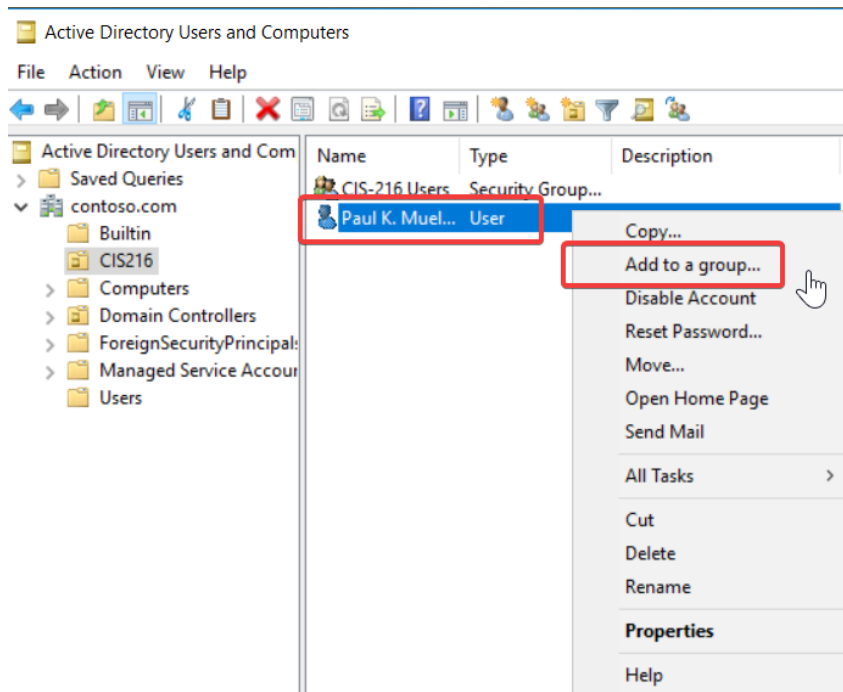 Active Directory Users and Computers
File Action View Help
Active Directory Users and Com
Saved Queries
contoso.com
Builtin
CIS216
Computers
Domain Controllers
ForeignSecurityPrincipals
Managed Service Accour
Users
Name Type Description
CIS-216 Users Security Group...
Paul K. Muel... User
Copy...
Add to a group...
Disable Account
Reset Password...
Move...
Open Home Page
Send Mail
All Tasks
Cut
Delete
Rename
Properties
Help